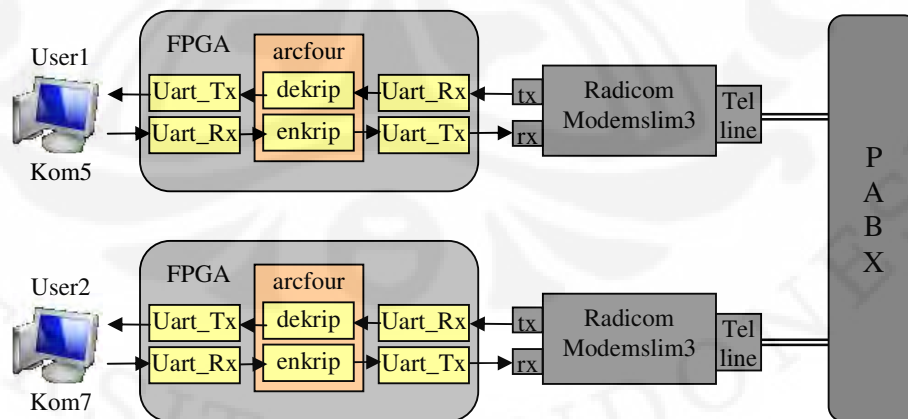 User1
FPGA
arcfour
Uart_Tx
dekrip
Uart_Rx
Uart_Rx
enkrip
Uart_Tx
Kom5
tx
rx
Radicom
Modemslim3
Tel
line
P
A
B
X
User2
FPGA
arcfour
Uart_Tx
dekrip
Uart_Rx
Uart_Rx
enkrip
Uart_Tx
Kom7
tx
rx
Radicom
Modemslim3
Tel
line